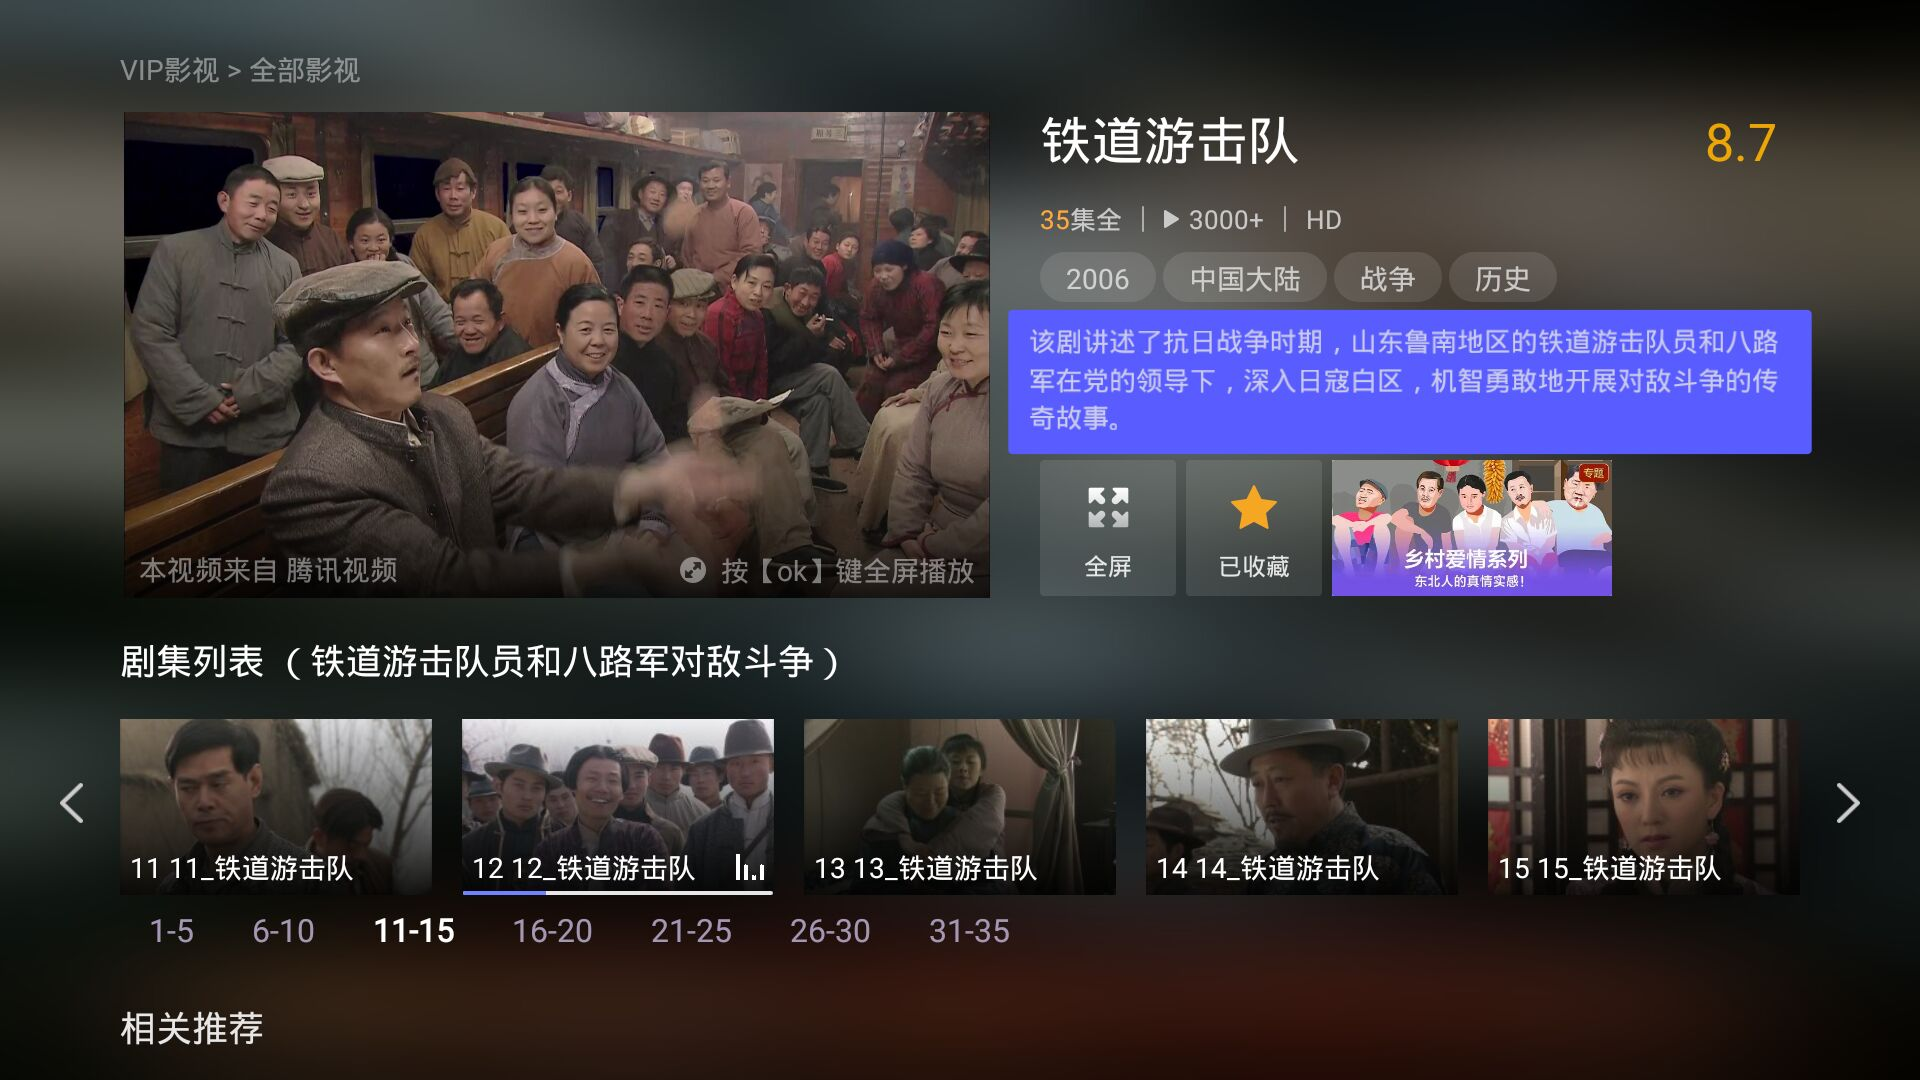 VIP影视 > 全部影视
铁道游击队
8.7
35集全 | 3000+ | HD
2006 中国大陆 战争 历史
该剧讲述了抗日战争时期，山东鲁南地区的铁道游击队员和八路
军在党的领导下，深入日寇白区，机智勇敢地开展对敌斗争的传
奇故事。
本视频来自 腾讯视频
按【ok】键全屏播放
全屏
已收藏
专题
乡村爱情系列
东北人的真情实感！
剧集列表 （铁道游击队员和八路军对敌斗争）
11 11_铁道游击队
12 12_铁道游击队
13 13_铁道游击队
14 14_铁道游击队
15 15_铁道游击队
1-5 6-10 11-15 16-20 21-25 26-30 31-35
相关推荐